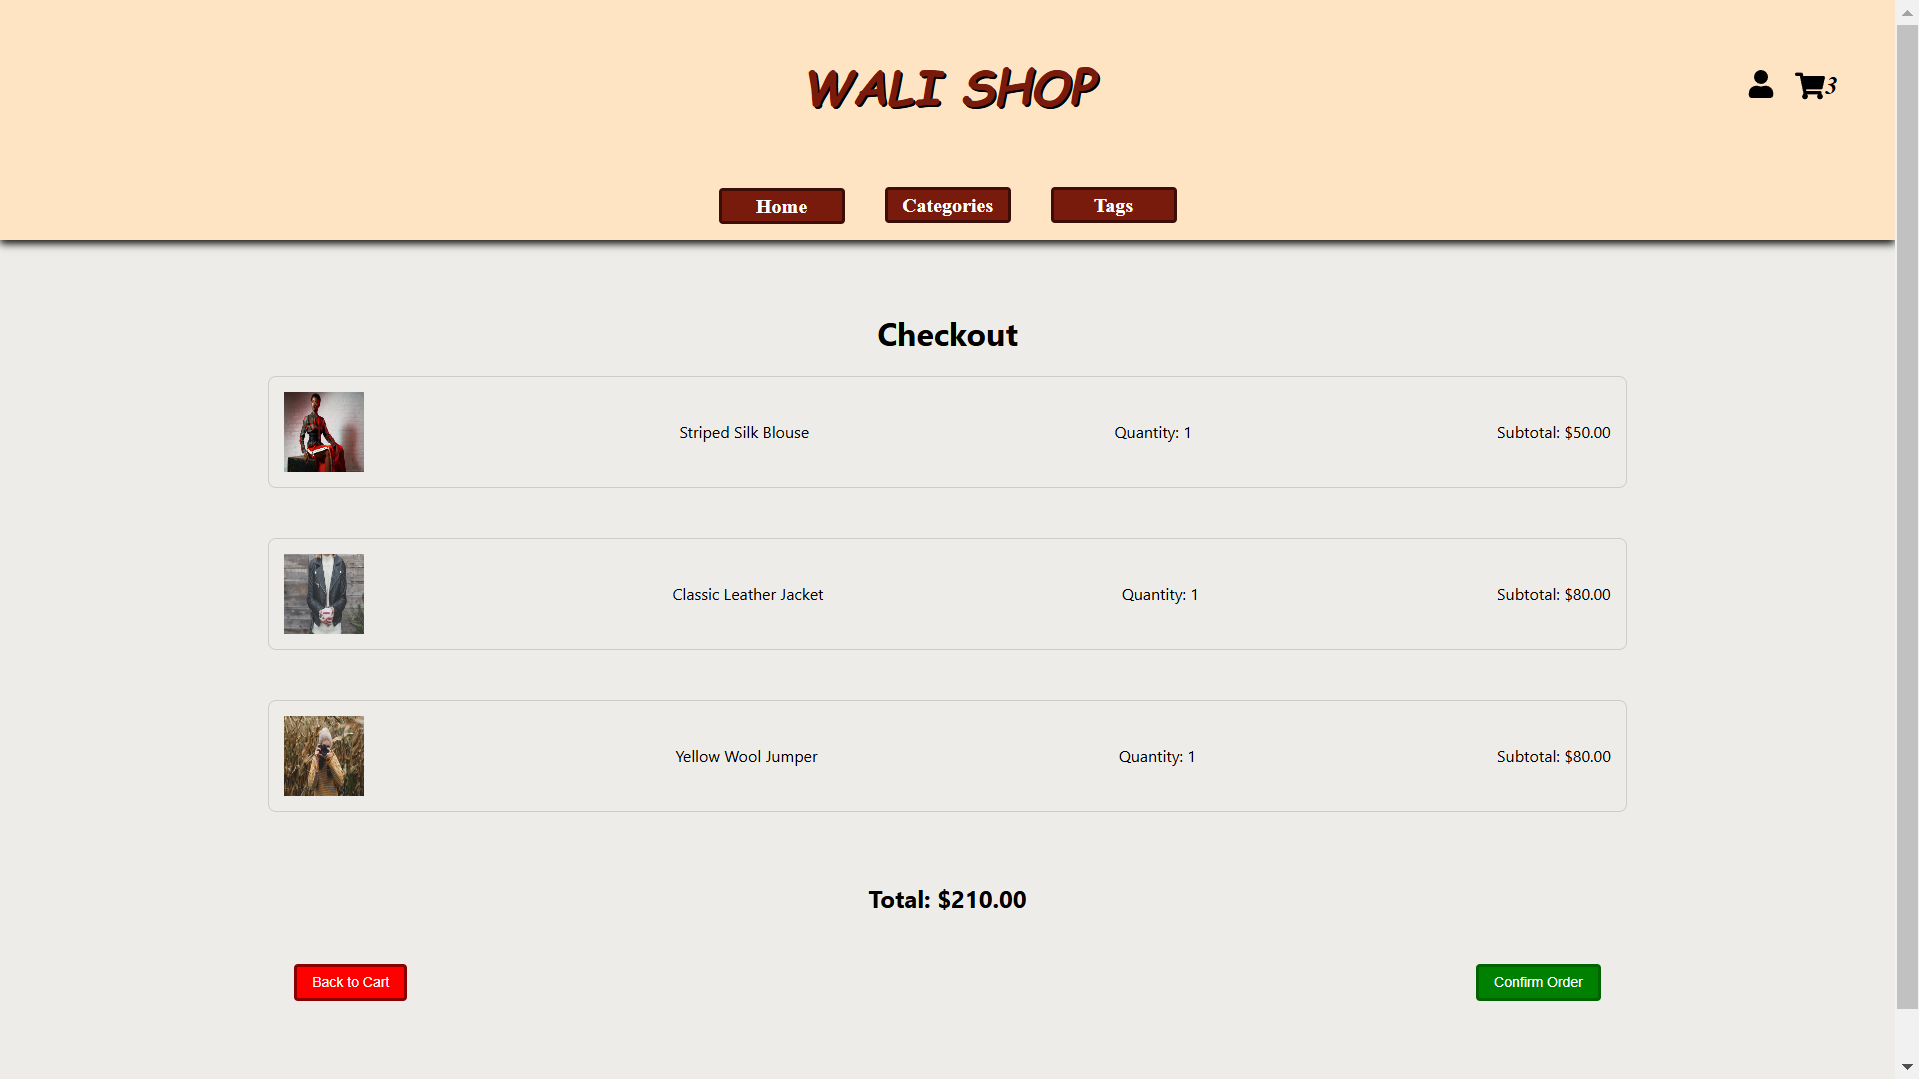 WALI SHOP
3
Home Categories Tags
Checkout
Striped Silk Blouse Quantity: 1 Subtotal: $50.00
Classic Leather Jacket Quantity: 1 Subtotal: $80.00
Yellow Wool Jumper Quantity: 1 Subtotal: $80.00
Total: $210.00
Back to Cart Confirm Order